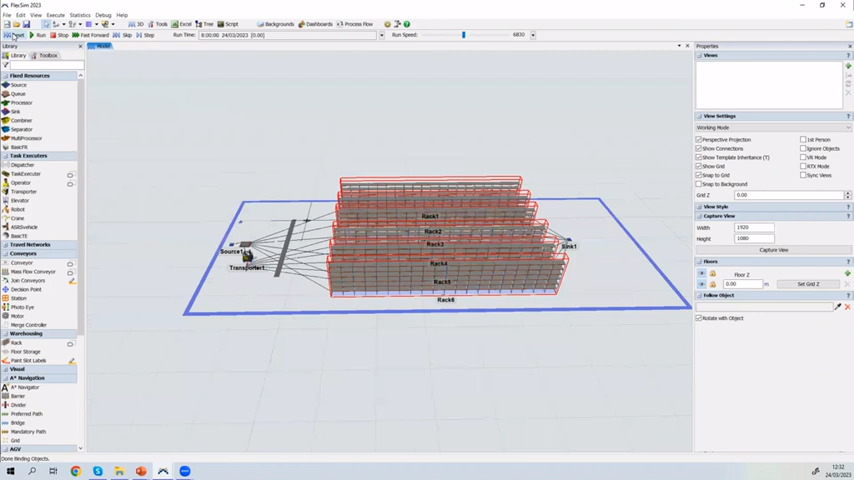 FlexSim 2023
File Edit View Build Execute Statistics Debug Help
3D Tools Excel Tree Script Backgrounds Dashboards Process Flow
Reset Run Stop Fast Forward Skip Step Run Time: 8:00:00 24/03/2023 [0.00] Run Speed: 6830
Library
Library Toolbox
Fixed Resources
Source
Queue
Processor
Sink
Combiner
Separator
MultiProcessor
BasicFR
Task Executers
Dispatcher
TaskExecuter
Operator
Transporter
Elevator
Robot
Crane
ASRSvehicle
BasicTE
Travel Networks
Conveyors
Conveyor
Mass Flow Conveyor
Join Conveyors
Decision Point
Station
Photo Eye
Motor
Merge Controller
Warehousing
Rack
Floor Storage
Paint Slot Labels
Visual
A* Navigation
A* Navigator
Barrier
Divider
Preferred Path
Bridge
Mandatory Path
Grid
AGV
Done Binding Objects.
Rack1
Rack2
Rack3
Rack4
Rack5
Rack6
Source1
Transporter1
Sink1
Properties
Views
View Settings
Working Mode
Perspective Projection 1st Person
Show Connections Ignore Objects
Show Template Inheritance (T) VR Mode
Show Grid RTX Mode
Snap to Grid Sync Views
Snap to Background
Grid Z 0.00
View Style
Capture View
Width 1920
Height 1080
Capture View
Floors
Floor Z
0.00 m Set Grid Z
Follow Object
Rotate with Object
12:32
24/03/2023